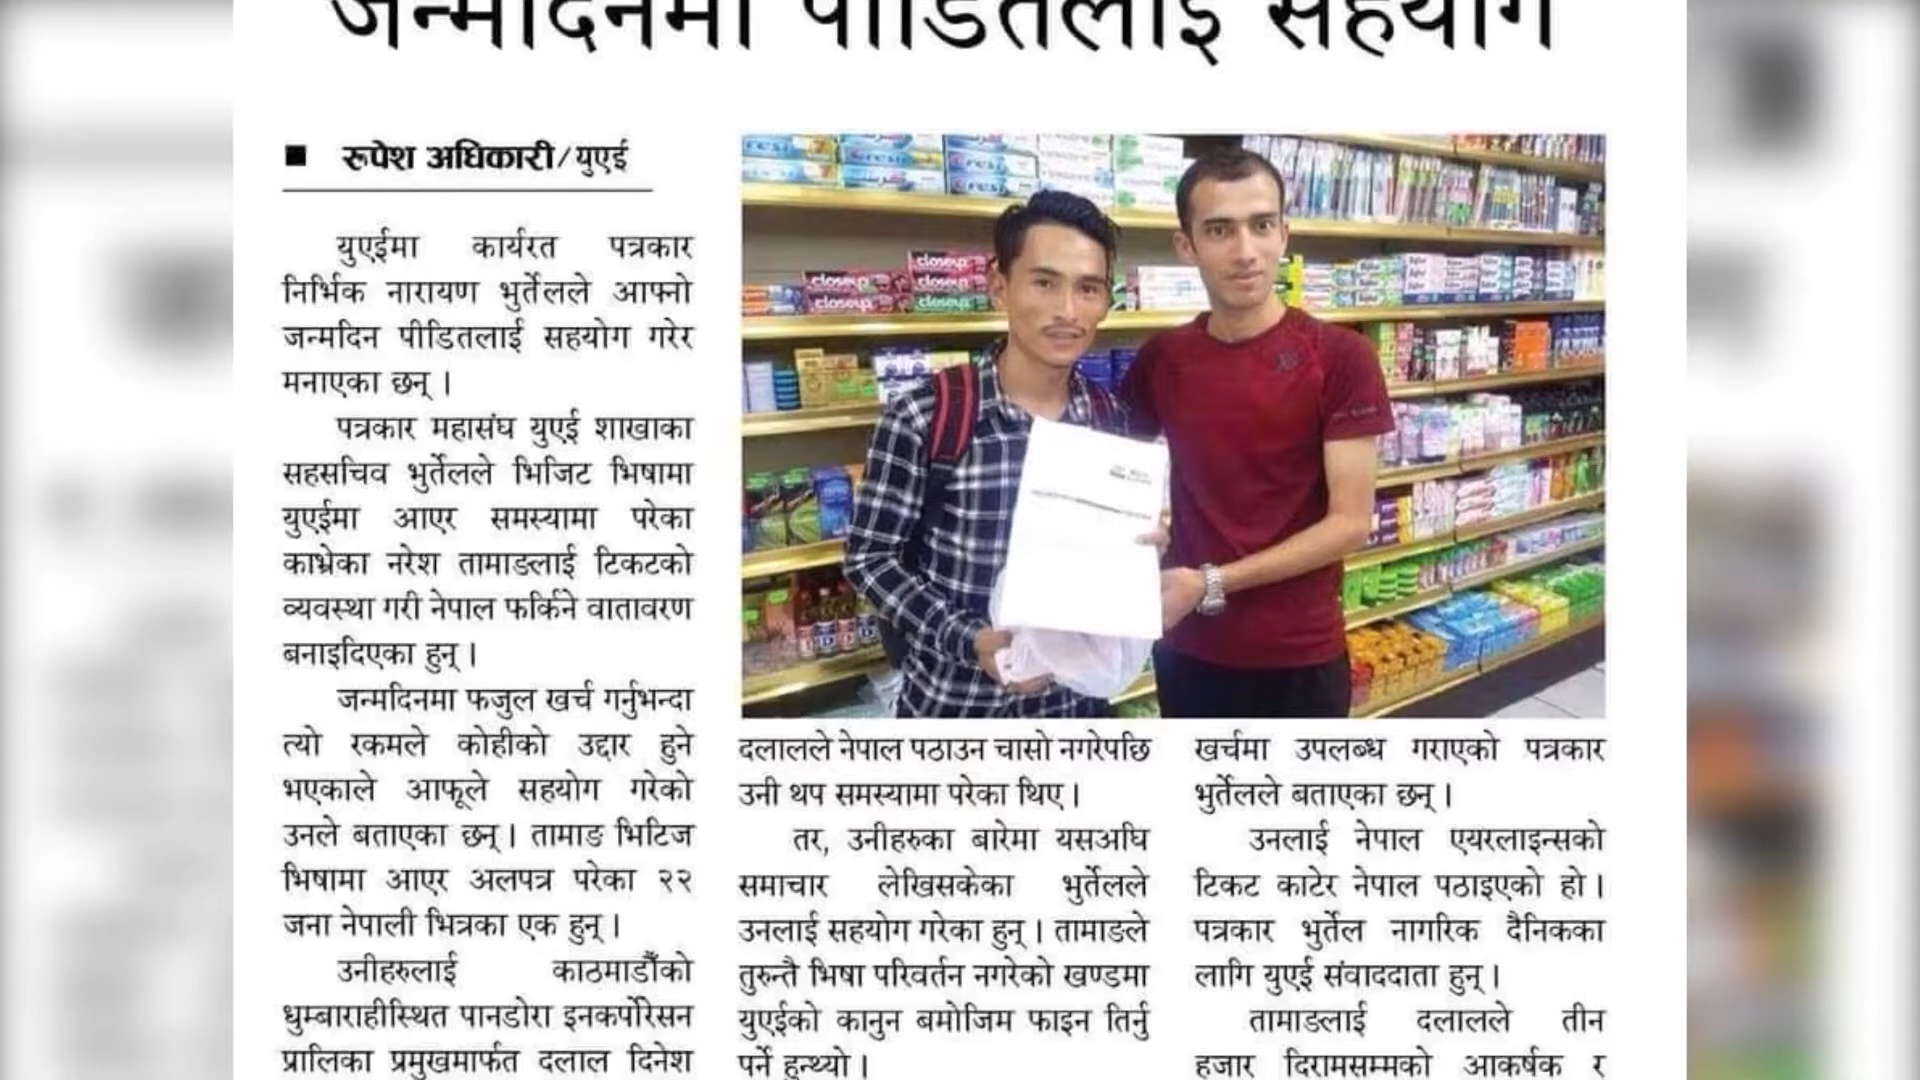 जन्मदिनमा पीडितलाई सहयोग
■ रुपेश अधिकारी/युएई
युएईमा कार्यरत पत्रकार
निर्भिक नारायण भुर्तेलले आफ्नो
जन्मदिन पीडितलाई सहयोग गरेर
मनाएका छन् ।
पत्रकार महासंघ युएई शाखाका
सहसचिव भुर्तेलले भिजिट भिषामा
युएईमा आएर समस्यामा परेका
काभ्रेका नरेश तामाङलाई टिकटको
व्यवस्था गरी नेपाल फर्किने वातावरण
बनाइदिएका हुन् ।
जन्मदिनमा फजुल खर्च गर्नुभन्दा
त्यो रकमले कोहीको उद्दार हुने
भएकाले आफूले सहयोग गरेको
उनले बताएका छन् । तामाङ भिटिज
भिषामा आएर अलपत्र परेका २२
जना नेपाली भित्रका एक हुन् ।
उनीहरुलाई काठमाडौँको
धुम्बाराहीस्थित पानडोरा इनकर्पोरेसन
प्रालिका प्रमुखमार्फत दलाल दिनेश
closeup
closeup
closeup
closeup
दलालले नेपाल पठाउन चासो नगरेपछि
उनी थप समस्यामा परेका थिए ।
तर, उनीहरुका बारेमा यसअघि
समाचार लेखिसकेका भुर्तेलले
उनलाई सहयोग गरेका हुन् । तामाङले
तुरुन्तै भिषा परिवर्तन नगरेको खण्डमा
युएईको कानुन बमोजिम फाइन तिर्नु
पर्ने हुन्थ्यो ।
खर्चमा उपलब्ध गराएको पत्रकार
भुर्तेलले बताएका छन् ।
उनलाई नेपाल एयरलाइन्सको
टिकट काटेर नेपाल पठाइएको हो ।
पत्रकार भुर्तेल नागरिक दैनिकका
लागि युएई संवाददाता हुन् ।
तामाङलाई दलालले तीन
हजार दिरामसम्मको आकर्षक र